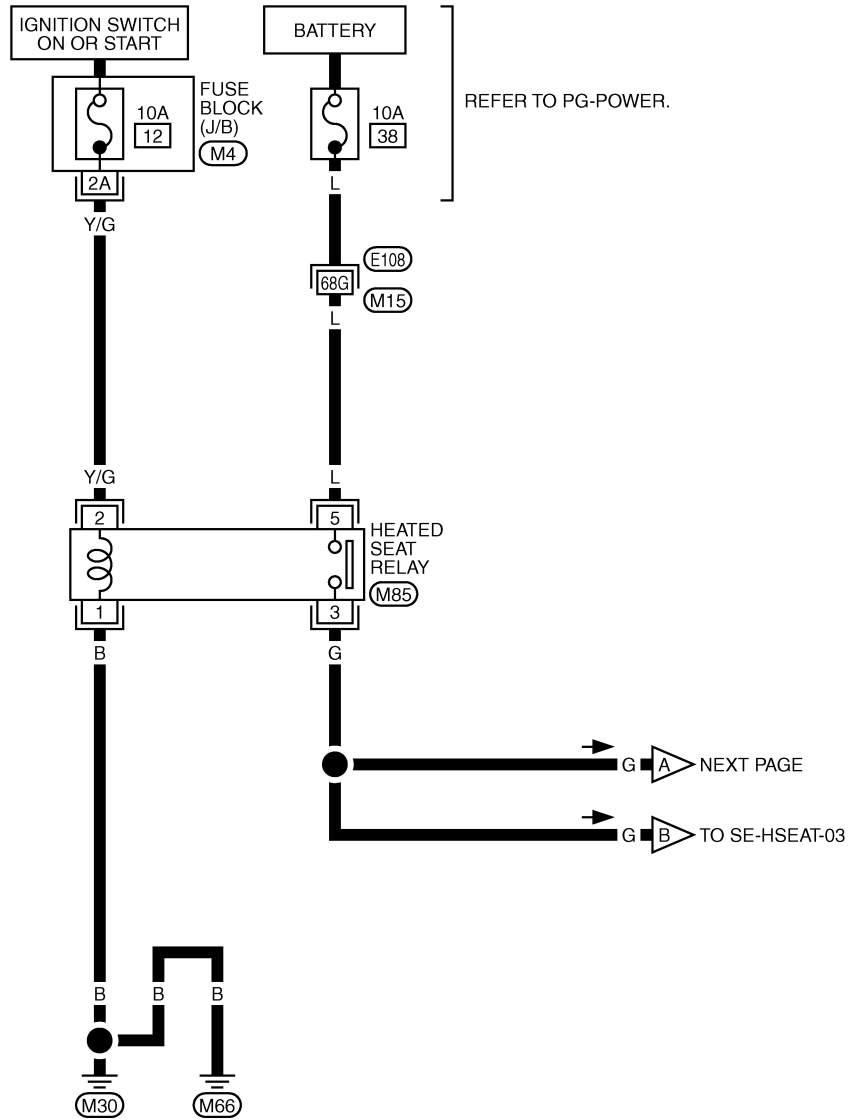 IGNITION SWITCH
ON OR START
BATTERY
REFER TO PG-POWER.
FUSE
BLOCK
(J/B)
M4
10A
12
10A
38
2A
L
Y/G
E108
68G
M15
L
Y/G
L
2
5
HEATED
SEAT
RELAY
M85
1
3
B
G
G
A
NEXT PAGE
G
B
TO SE-HSEAT-03
B
B
B
M30
M66